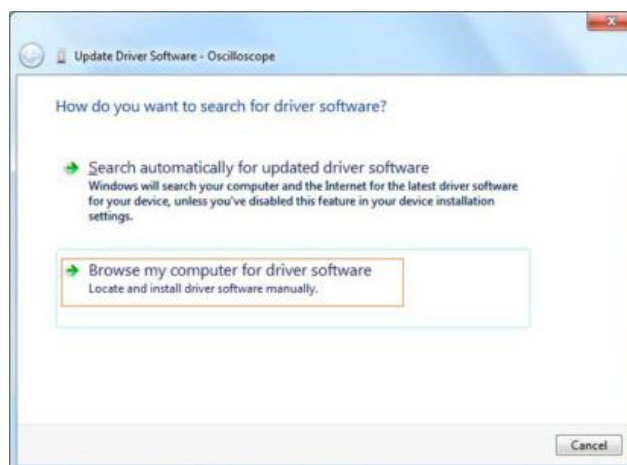 Update Driver Software - Oscilloscope
How do you want to search for driver software?
Search automatically for updated driver software
Windows will search your computer and the Internet for the latest driver software
for your device, unless you've disabled this feature in your device installation
settings.
Browse my computer for driver software
Locate and install driver software manually.
Cancel